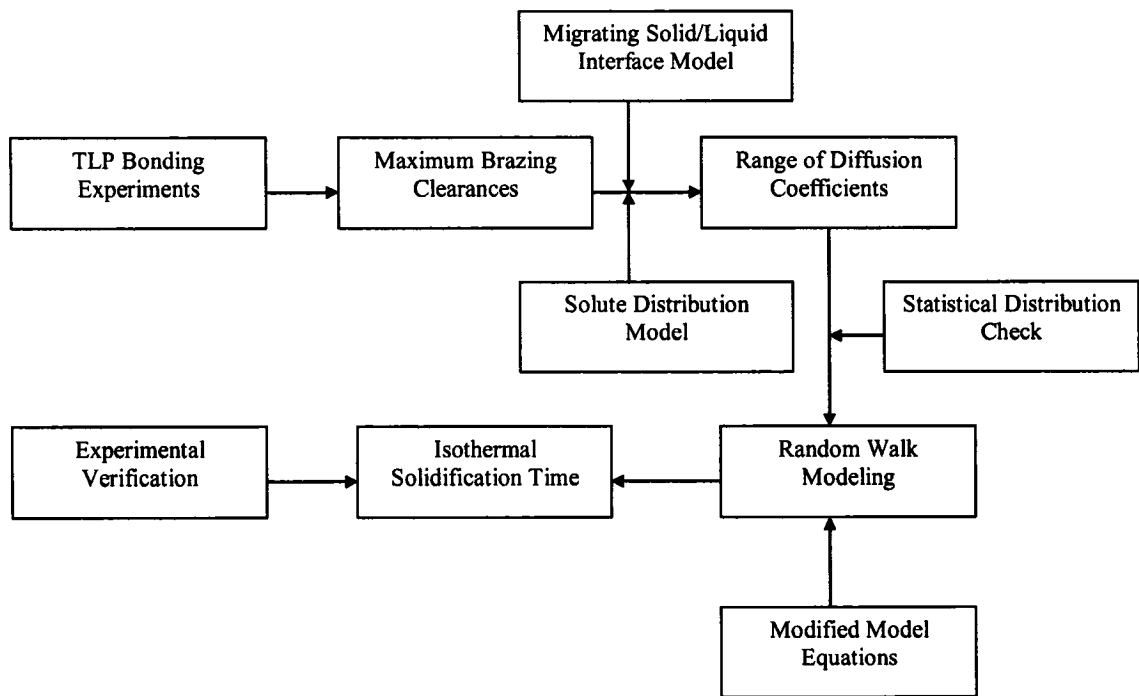 Migrating Solid/Liquid
Interface Model
TLP Bonding
Experiments
Maximum Brazing
Clearances
Range of Diffusion
Coefficients
Solute Distribution
Model
Statistical Distribution
Check
Experimental
Verification
Isothermal
Solidification Time
Random Walk
Modeling
Modified Model
Equations